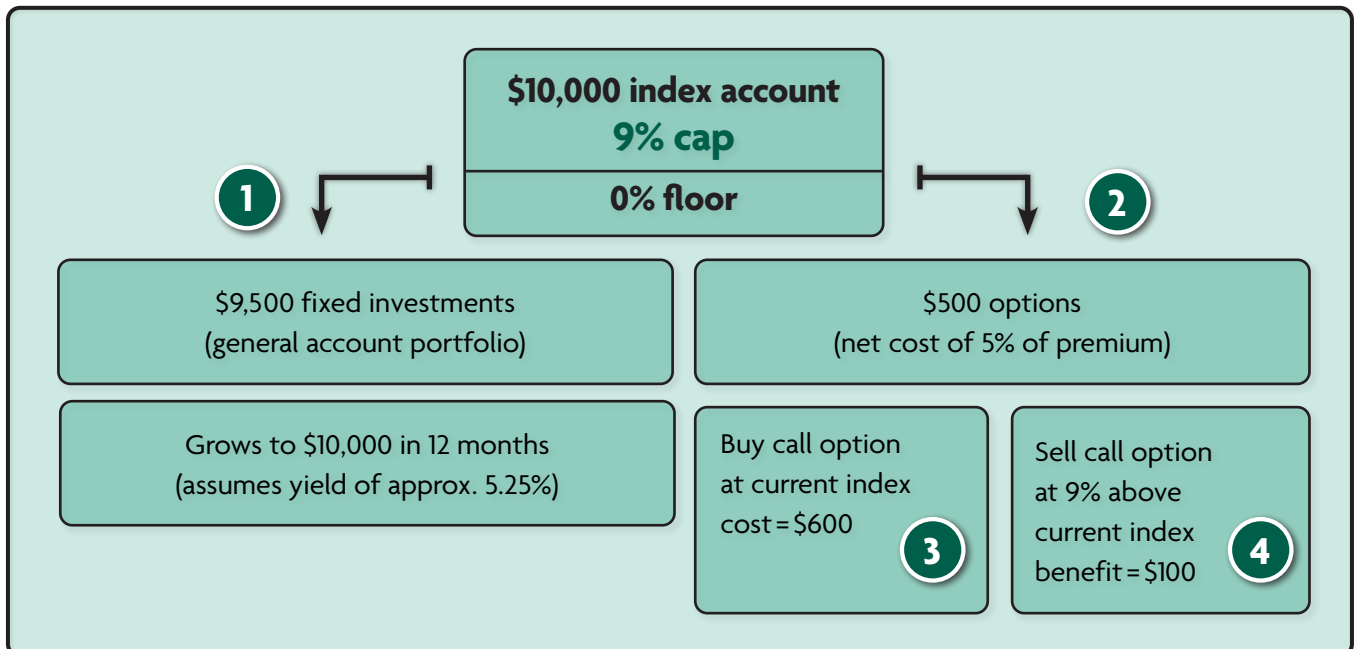 $10,000 index account
9% cap
0% floor
1
2
$9,500 fixed investments
(general account portfolio)
$500 options
(net cost of 5% of premium)
Grows to $10,000 in 12 months
(assumes yield of approx. 5.25%)
Buy call option
at current index
cost = $600
3
Sell call option
at 9% above
current index
benefit = $100
4